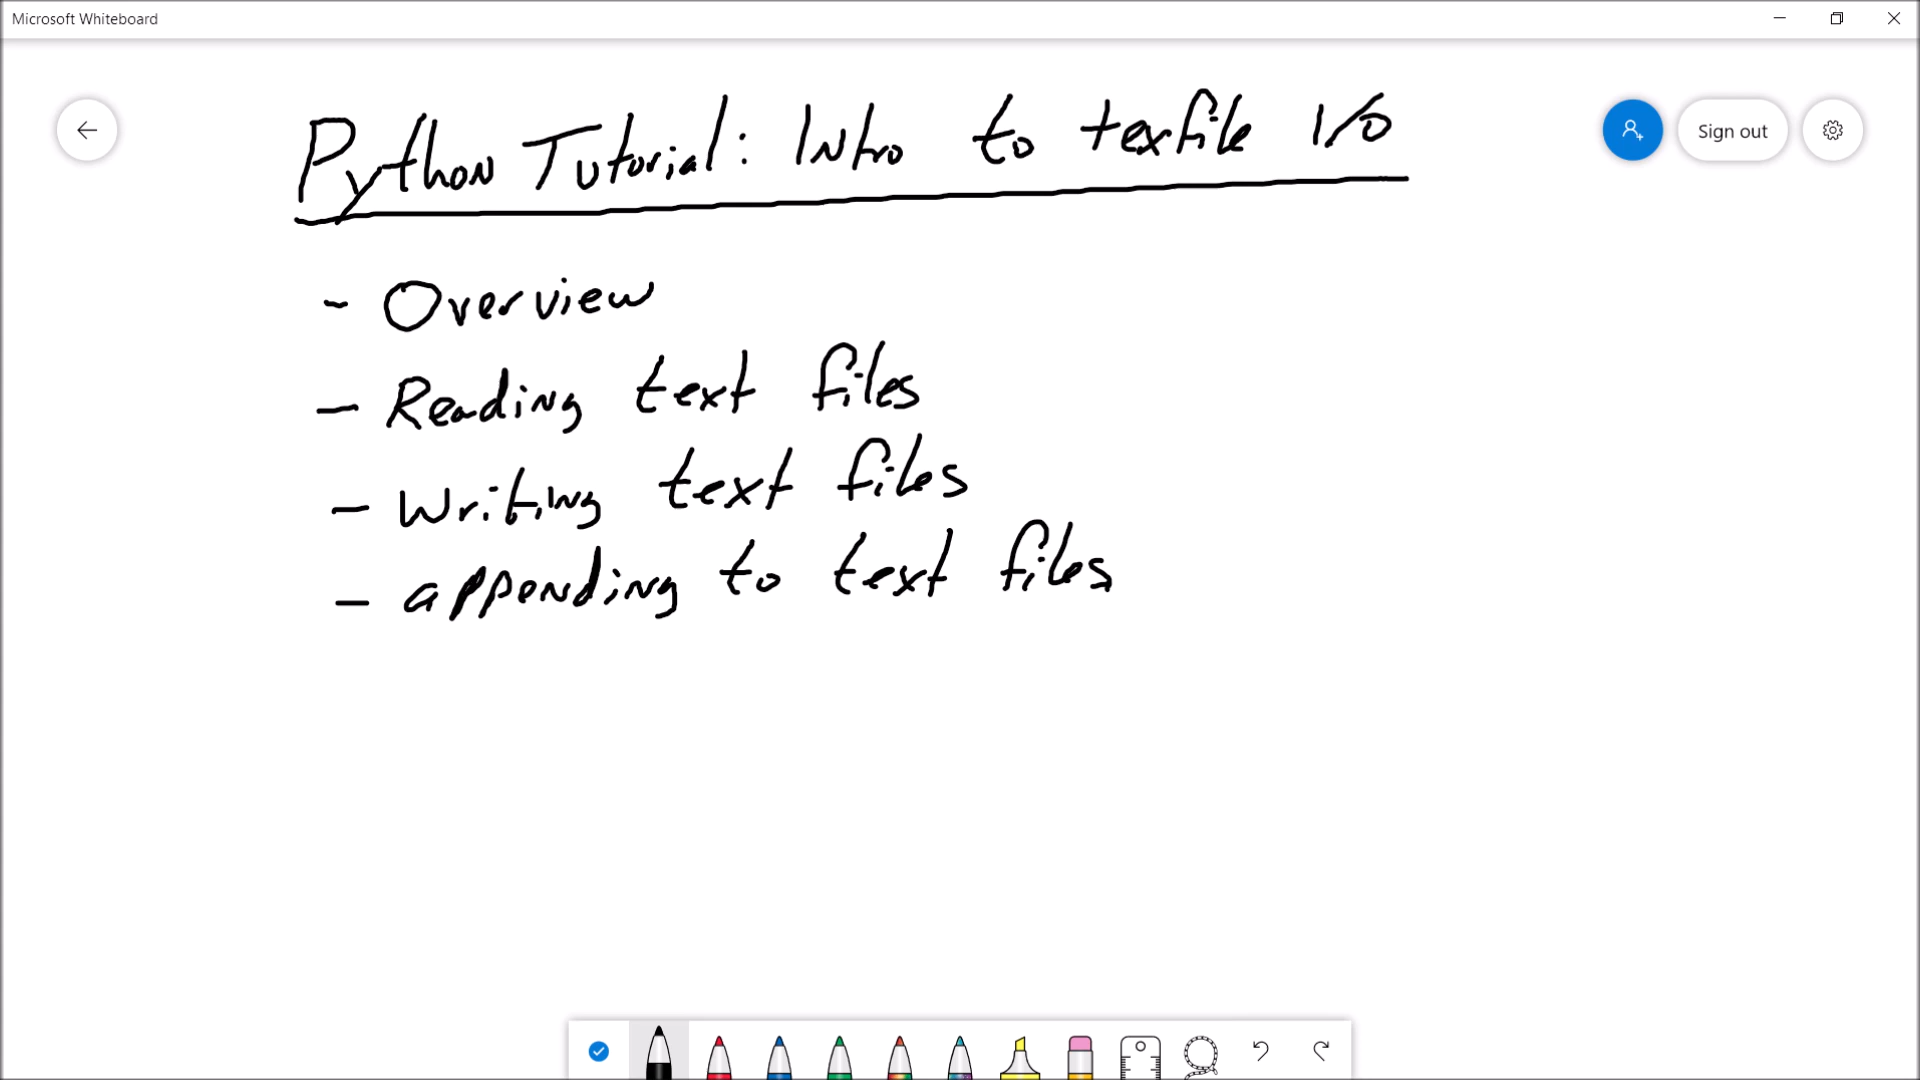 Microsoft Whiteboard
Python Tutorial: Intro to texfile I/O
Sign out
- Overview
- Reading text files
- Writing text files
- appending to text files